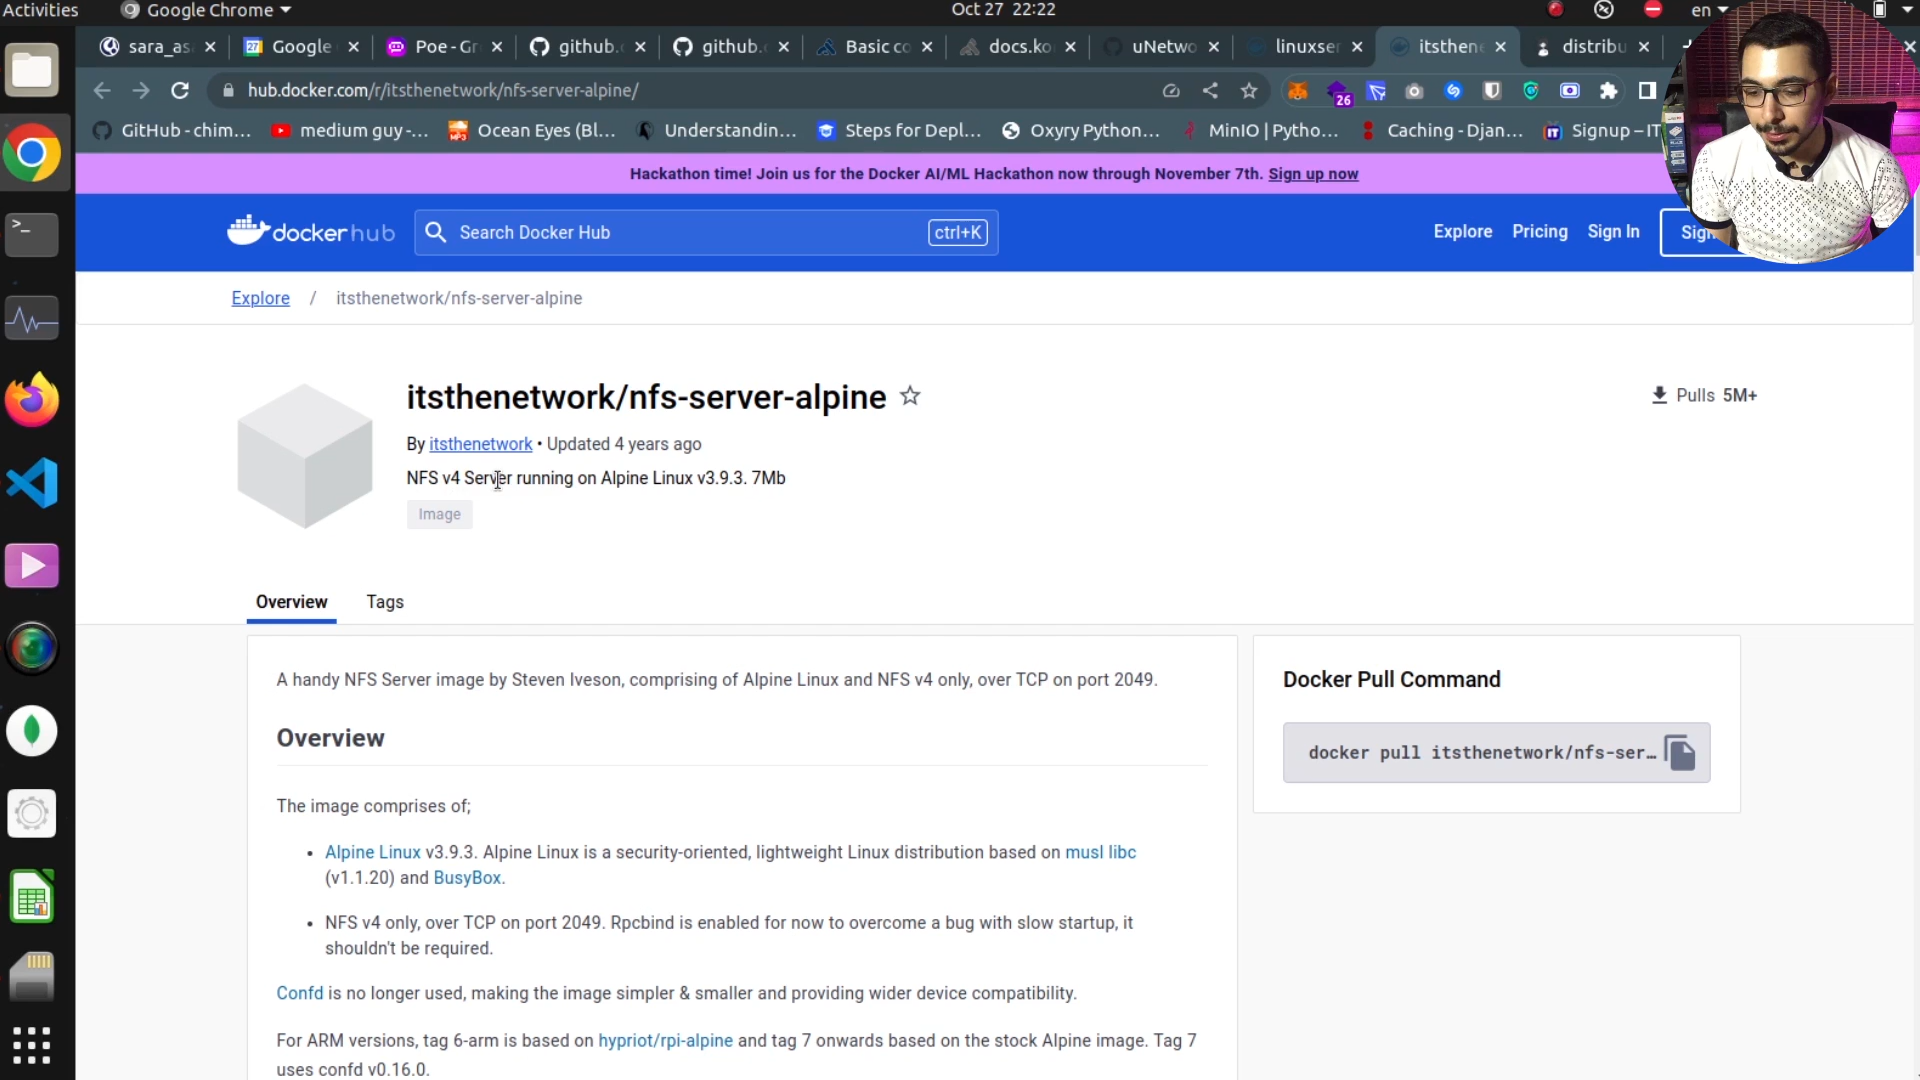 Activities
Google Chrome
Oct 27 22:22
en
sara_as
Google
Poe - Gr
github.
github.
Basic co
docs.ko
uNetwo
linuxser
itsthen
distribu
hub.docker.com/r/itsthenetwork/nfs-server-alpine/
26
GitHub - chim...
medium guy -...
Ocean Eyes (Bl...
Understandin...
Steps for Depl...
Oxyry Python...
MinIO | Pytho...
Caching - Djan...
Signup – IT
Hackathon time! Join us for the Docker AI/ML Hackathon now through November 7th. Sign up now
docker hub
Search Docker Hub
ctrl+K
Explore
Pricing
Sign In
Sig
Explore / itsthenetwork/nfs-server-alpine
itsthenetwork/nfs-server-alpine
Pulls 5M+
By itsthenetwork • Updated 4 years ago
NFS v4 Server running on Alpine Linux v3.9.3. 7Mb
Image
Overview
Tags
A handy NFS Server image by Steven Iveson, comprising of Alpine Linux and NFS v4 only, over TCP on port 2049.
Docker Pull Command
docker pull itsthenetwork/nfs-ser...
Overview
The image comprises of;
• Alpine Linux v3.9.3. Alpine Linux is a security-oriented, lightweight Linux distribution based on musl libc
(v1.1.20) and BusyBox.
• NFS v4 only, over TCP on port 2049. Rpcbind is enabled for now to overcome a bug with slow startup, it
shouldn't be required.
Confd is no longer used, making the image simpler & smaller and providing wider device compatibility.
For ARM versions, tag 6-arm is based on hypriot/rpi-alpine and tag 7 onwards based on the stock Alpine image. Tag 7
uses confd v0.16.0.